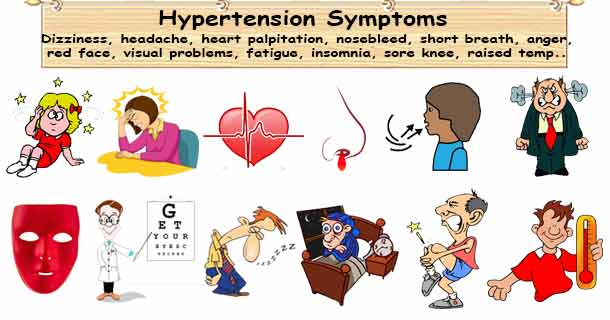 Hypertension Symptoms
Dizziness, headache, heart palpitation, nosebleed, short breath, anger,
red face, visual problems, fatigue, insomnia, sore knee, raised temp..
G
E T
Y O U R
E Y E S C
zzzzzz